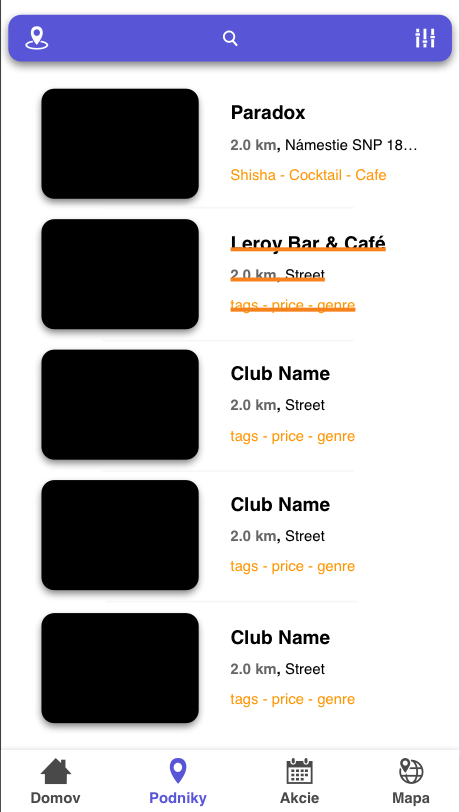 Paradox
2.0 km, Námestie SNP 18...
Shisha - Cocktail - Cafe
Leroy Bar & Café
2.0 km, Street
tags - price - genre
Club Name
2.0 km, Street
tags - price - genre
Club Name
2.0 km, Street
tags - price - genre
Club Name
2.0 km, Street
tags - price - genre
Domov Podniky Akcie Mapa